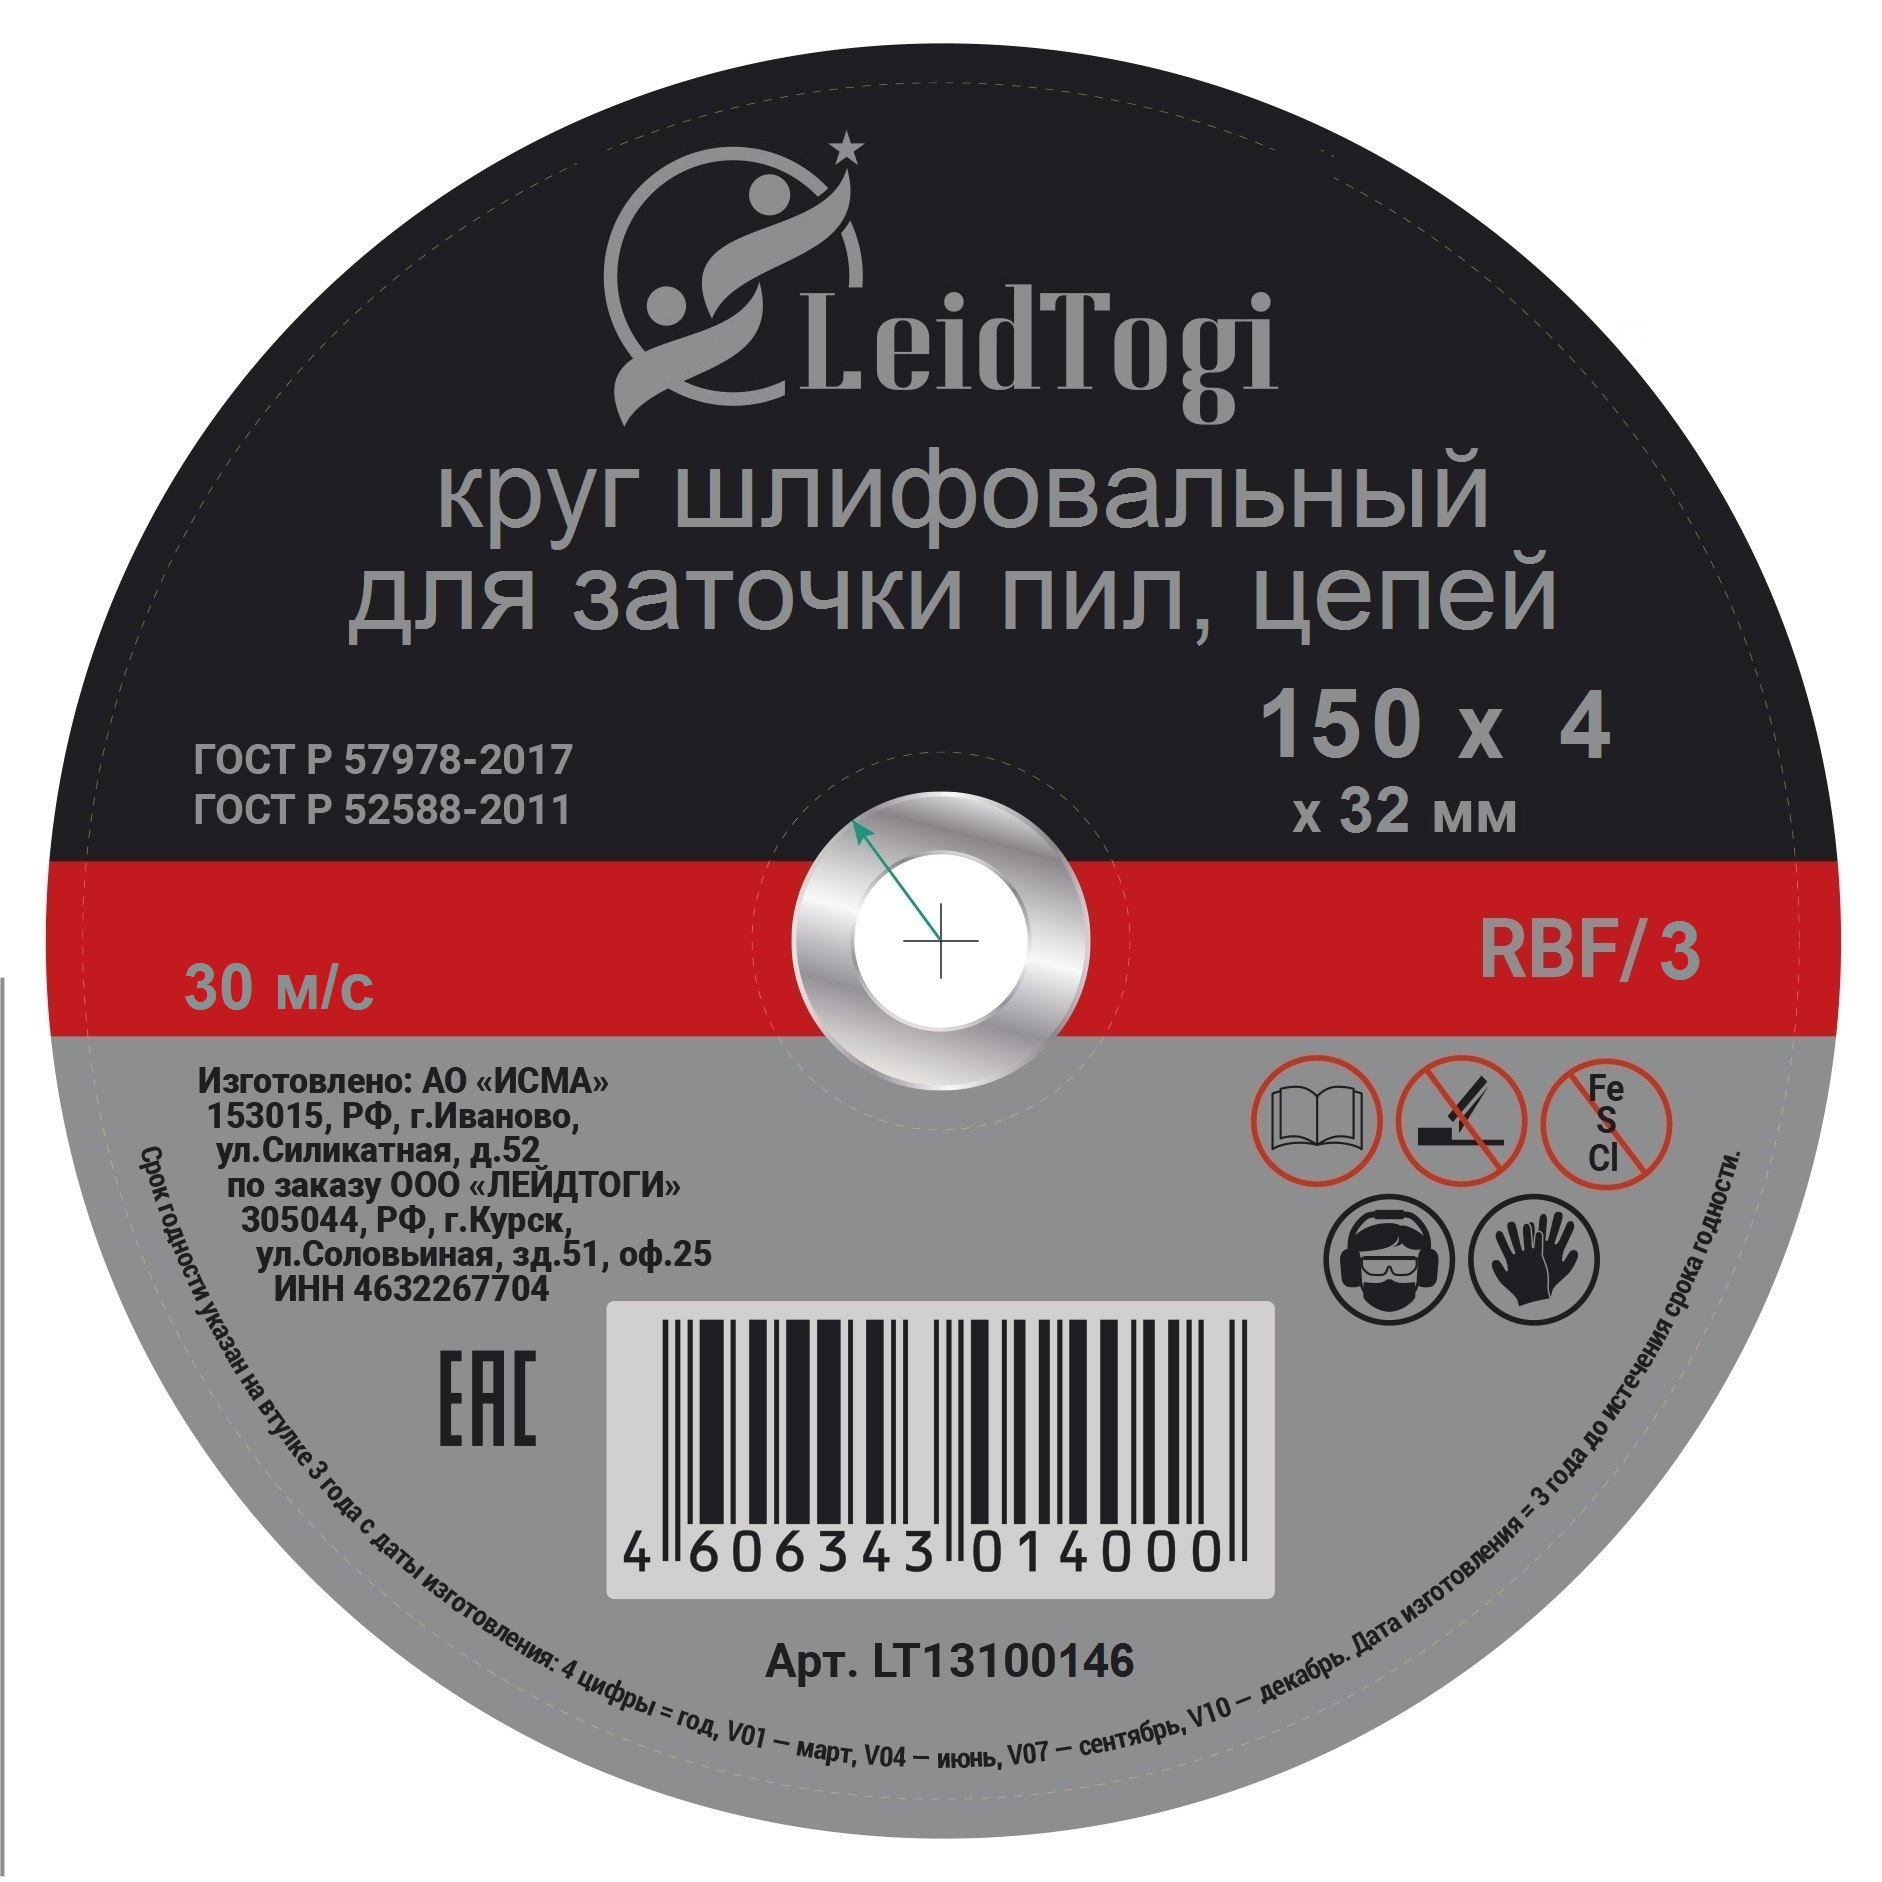 LeidTogi
круг шлифовальный
для заточки пил, цепей
150 х 4
х 32 мм
ГОСТ Р 57978-2017
ГОСТ Р 52588-2011
30 м/с
RBF/3
Изготовлено: АО «ИСМА»
153015, РФ, г.Иваново,
ул.Силикатная, д.52
по заказу ООО «ЛЕЙДТОГИ»
305044, РФ, г.Курск,
ул.Соловьиная, зд.51, оф.25
ИНН 4632267704
Fe
S
Cl
EAC
4 606343 014000
Арт. LT13100146
Срок годности указан на втулке 3 года с даты изготовления: 4 цифры = год, V01 – март, V04 – июнь, V07 – сентябрь, V10 – декабрь. Дата изготовления = 3 года до истечения срока годности.